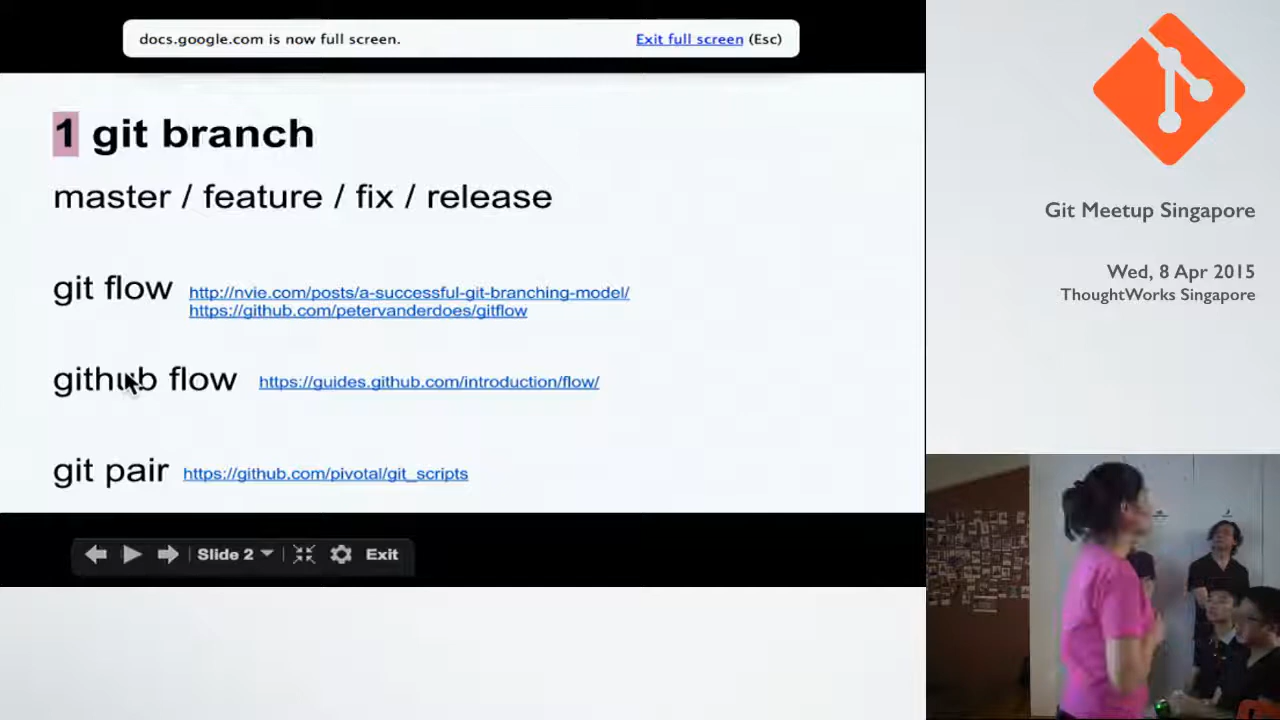 docs.google.com is now full screen. Exit full screen (Esc)
1 git branch
master / feature / fix / release
git flow http://nvie.com/posts/a-successful-git-branching-model/
https://github.com/petervanderdoes/gitflow
github flow https://guides.github.com/introduction/flow/
git pair https://github.com/pivotal/git_scripts
Slide 2 Exit
Git Meetup Singapore
Wed, 8 Apr 2015
ThoughtWorks Singapore